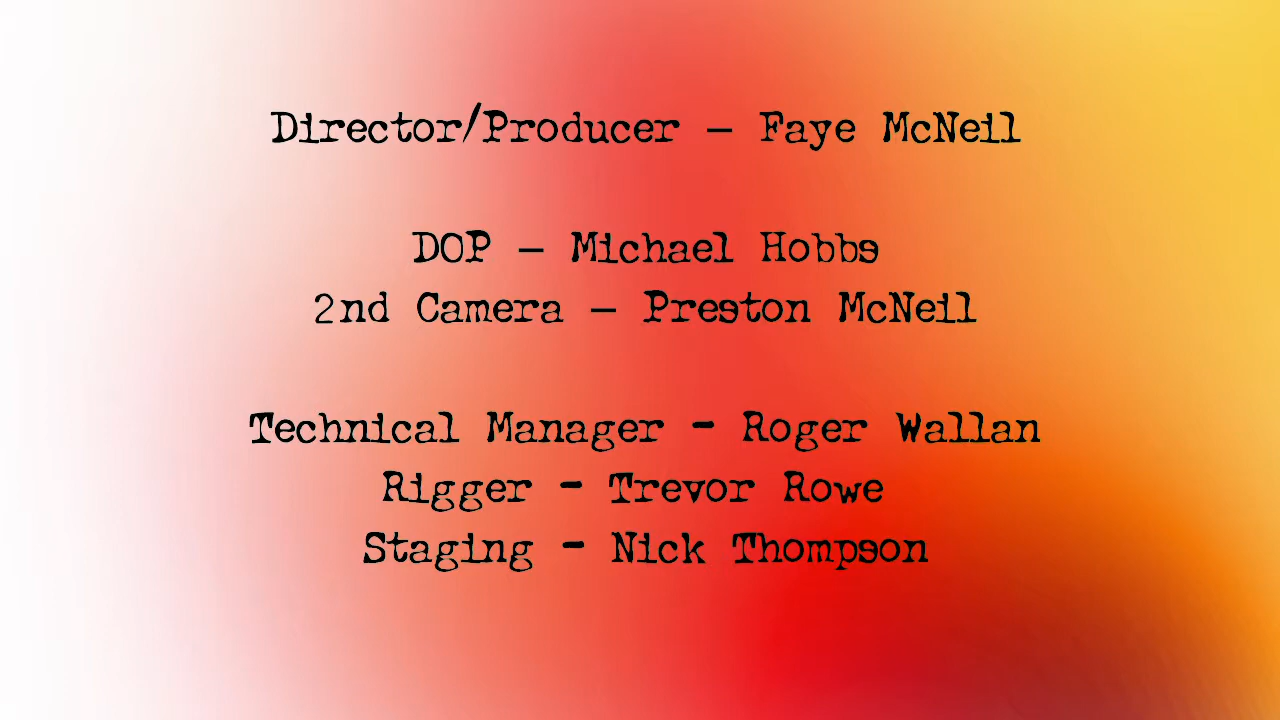 Director/Producer – Faye McNeil
DOP – Michael Hobbs
2nd Camera – Preston McNeil
Technical Manager - Roger Wallan
Rigger - Trevor Rowe
Staging - Nick Thompson